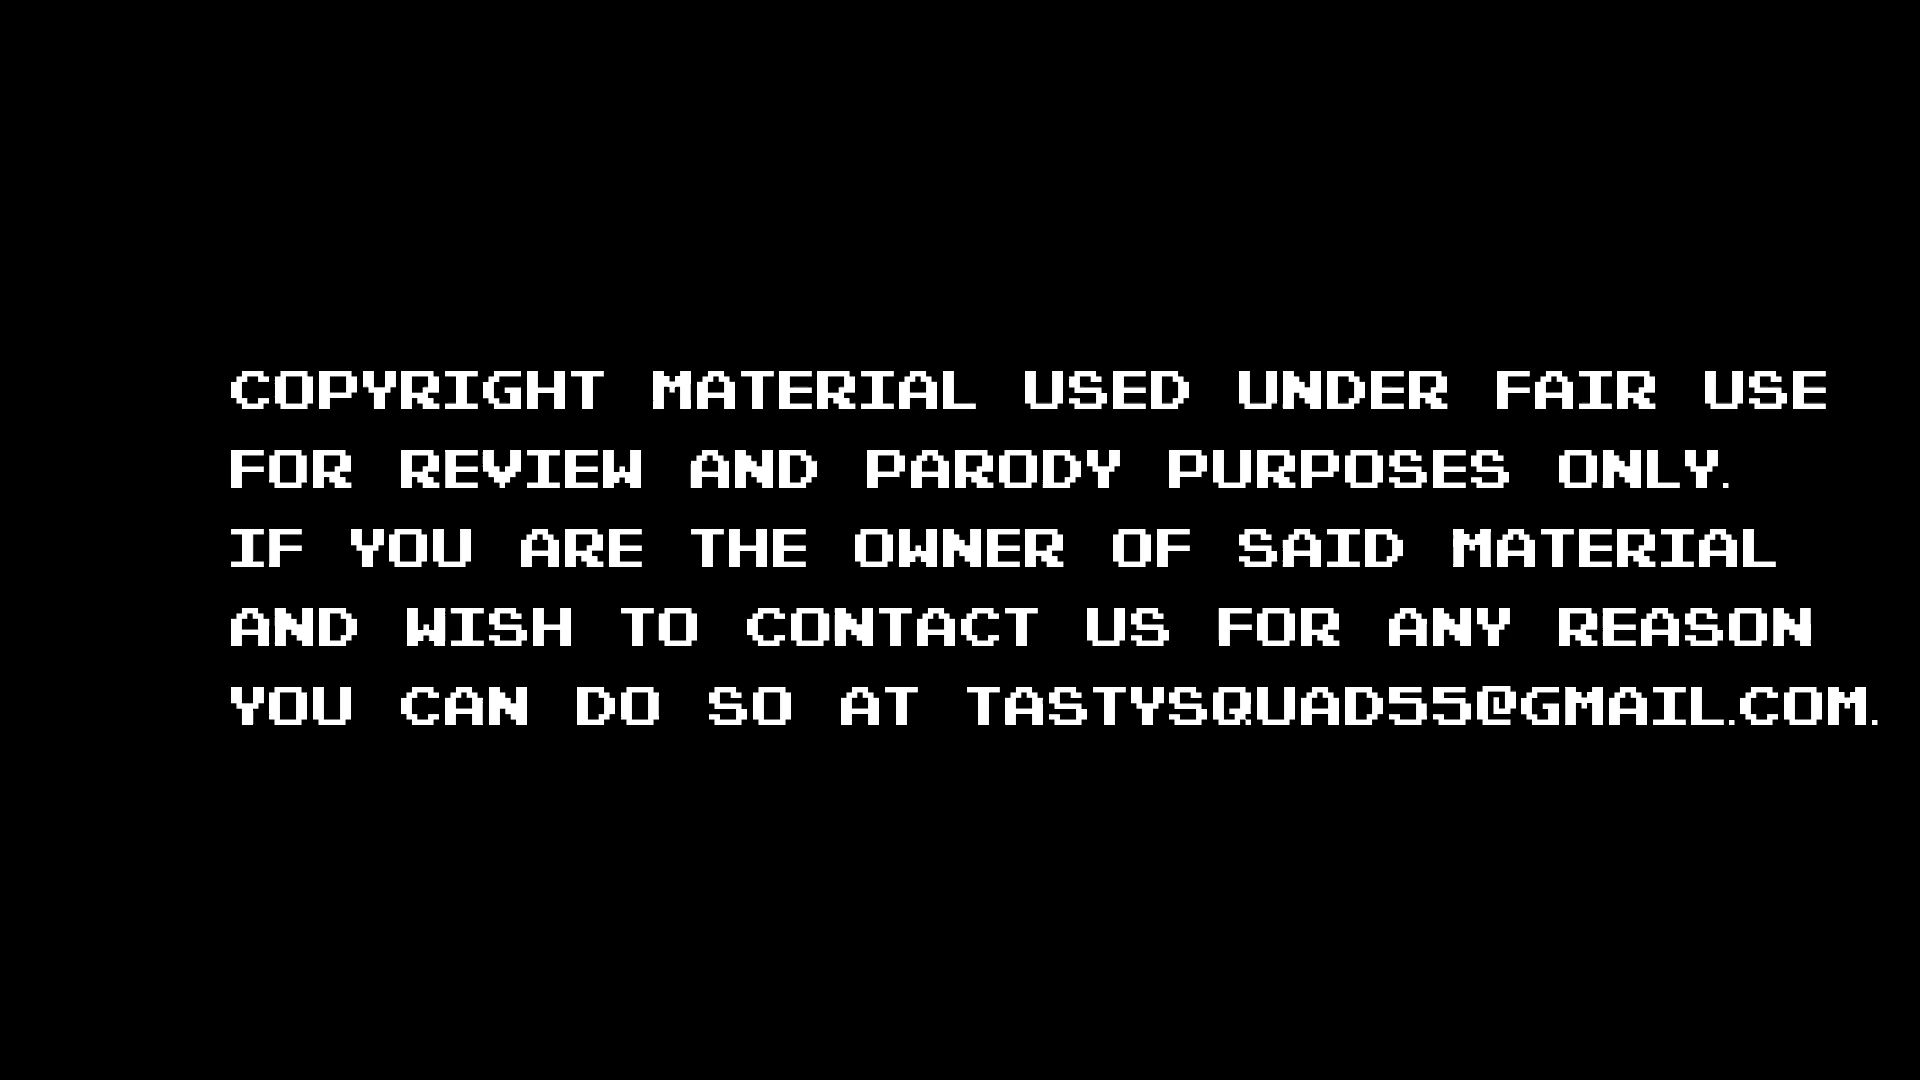 COPYRIGHT MATERIAL USED UNDER FAIR USE
FOR REVIEW AND PARODY PURPOSES ONLY.
IF YOU ARE THE OWNER OF SAID MATERIAL
AND WISH TO CONTACT US FOR ANY REASON
YOU CAN DO SO AT TASTYSQUAD55@GMAIL.COM.